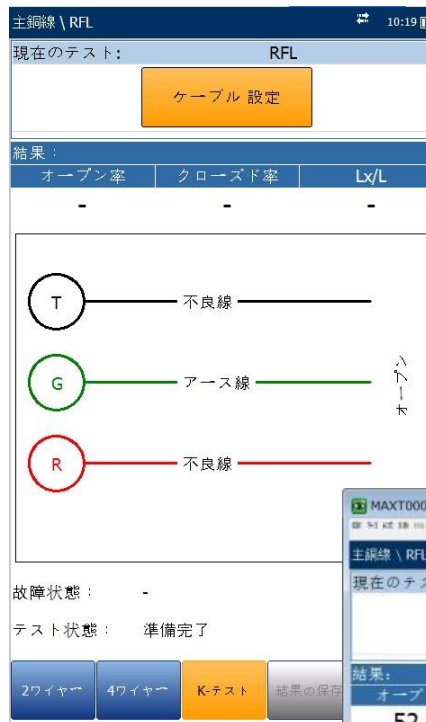 主銅線 \ RFL 10:19
現在のテスト: RFL
ケーブル 設定
結果：
オープン率 クローズド率 Lx/L
- - -
T 不良線
G アース線
オープン
R 不良線
故障状態： -
テスト状態： 準備完了
2ワイヤー 4ワイヤー K-テスト 結果の保存
MAXT000
主銅線 \ RFL
現在のテス
結果:
オープ
52